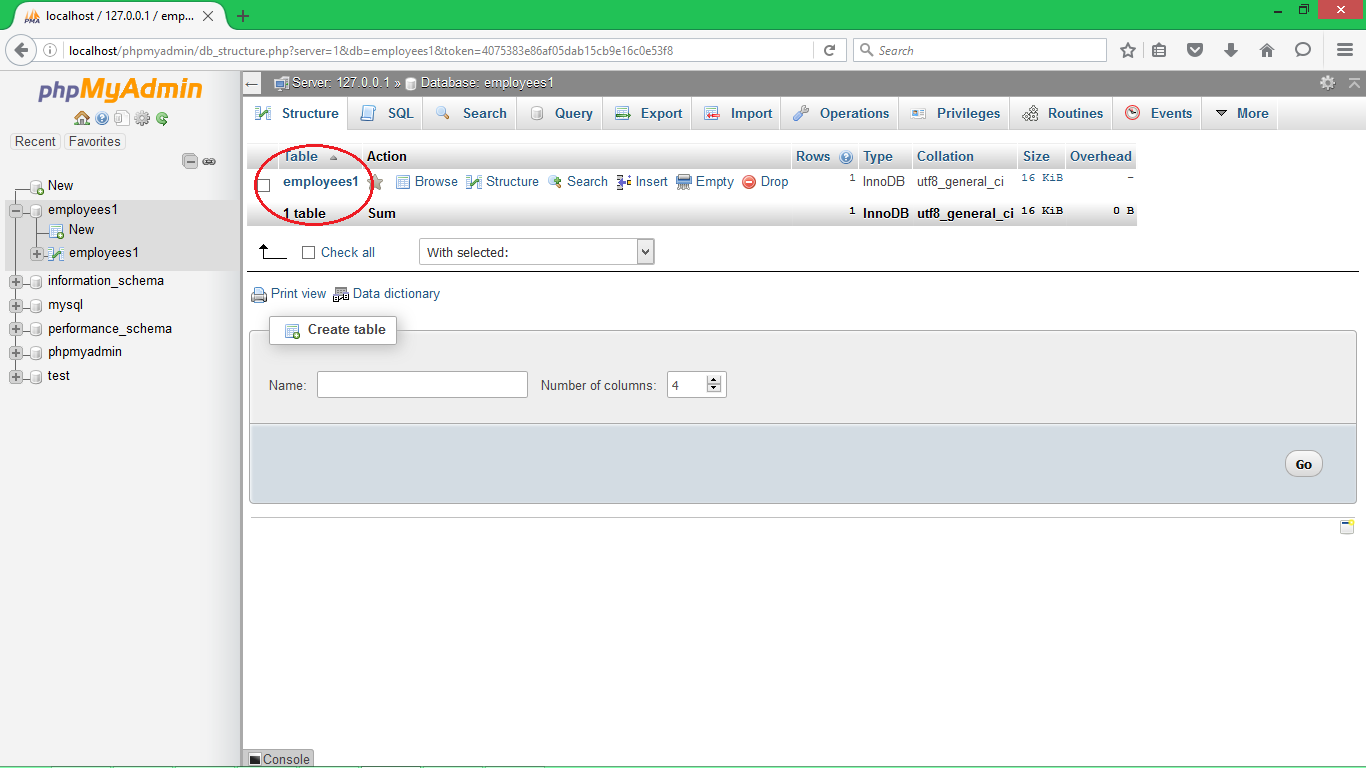 localhost / 127.0.0.1 / emp...
localhost/phpmyadmin/db_structure.php?server=1&db=employees1&token=4075383e86af05dab15cb9e16c0e53f8
Search
phpMyAdmin
Recent Favorites
New
employees1
New
employees1
information_schema
mysql
performance_schema
phpmyadmin
test
Server: 127.0.0.1 » Database: employees1
Structure SQL Search Query Export Import Operations Privileges Routines Events More
Table Action Rows Type Collation Size Overhead
employees1 Browse Structure Search Insert Empty Drop 1 InnoDB utf8_general_ci 16 KiB -
1 table Sum 1 InnoDB utf8_general_ci 16 KiB 0 B
Check all With selected:
Print view Data dictionary
Create table
Name: Number of columns: 4
Go
Console